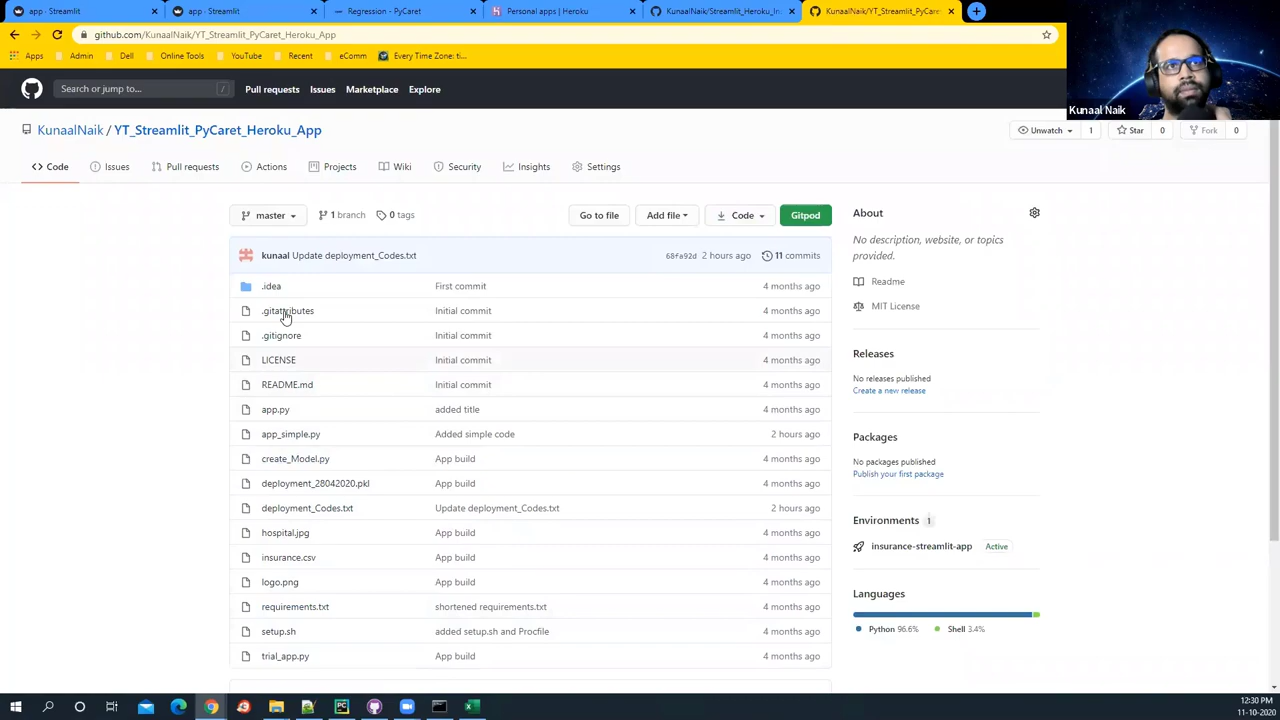 app - Streamlit
app - Streamlit
Regression - PyCaret
Personal apps | Heroku
KunaalNaik/Streamlit_Heroku_In
KunaalNaik/YT_Streamlit_PyCare
github.com/KunaalNaik/YT_Streamlit_PyCaret_Heroku_App
Apps Admin Dell Online Tools YouTube Recent eComm Every Time Zone: ti...
Kunaal Naik
Search or jump to... /
Pull requests Issues Marketplace Explore
KunaalNaik / YT_Streamlit_PyCaret_Heroku_App
Unwatch 1 Star 0 Fork 0
Code Issues Pull requests Actions Projects Wiki Security Insights Settings
master 1 branch 0 tags Go to file Add file Code Gitpod
kunaal Update deployment_Codes.txt 68fa92d 2 hours ago 11 commits
.idea First commit 4 months ago
.gitattributes Initial commit 4 months ago
.gitignore Initial commit 4 months ago
LICENSE Initial commit 4 months ago
README.md Initial commit 4 months ago
app.py added title 4 months ago
app_simple.py Added simple code 2 hours ago
create_Model.py App build 4 months ago
deployment_28042020.pkl App build 4 months ago
deployment_Codes.txt Update deployment_Codes.txt 2 hours ago
hospital.jpg App build 4 months ago
insurance.csv App build 4 months ago
logo.png App build 4 months ago
requirements.txt shortened requirements.txt 4 months ago
setup.sh added setup.sh and Procfile 4 months ago
trial_app.py App build 4 months ago
About
No description, website, or topics
provided.
Readme
MIT License
Releases
No releases published
Create a new release
Packages
No packages published
Publish your first package
Environments 1
insurance-streamlit-app Active
Languages
Python 96.6% Shell 3.4%
12:30 PM
11-10-2020